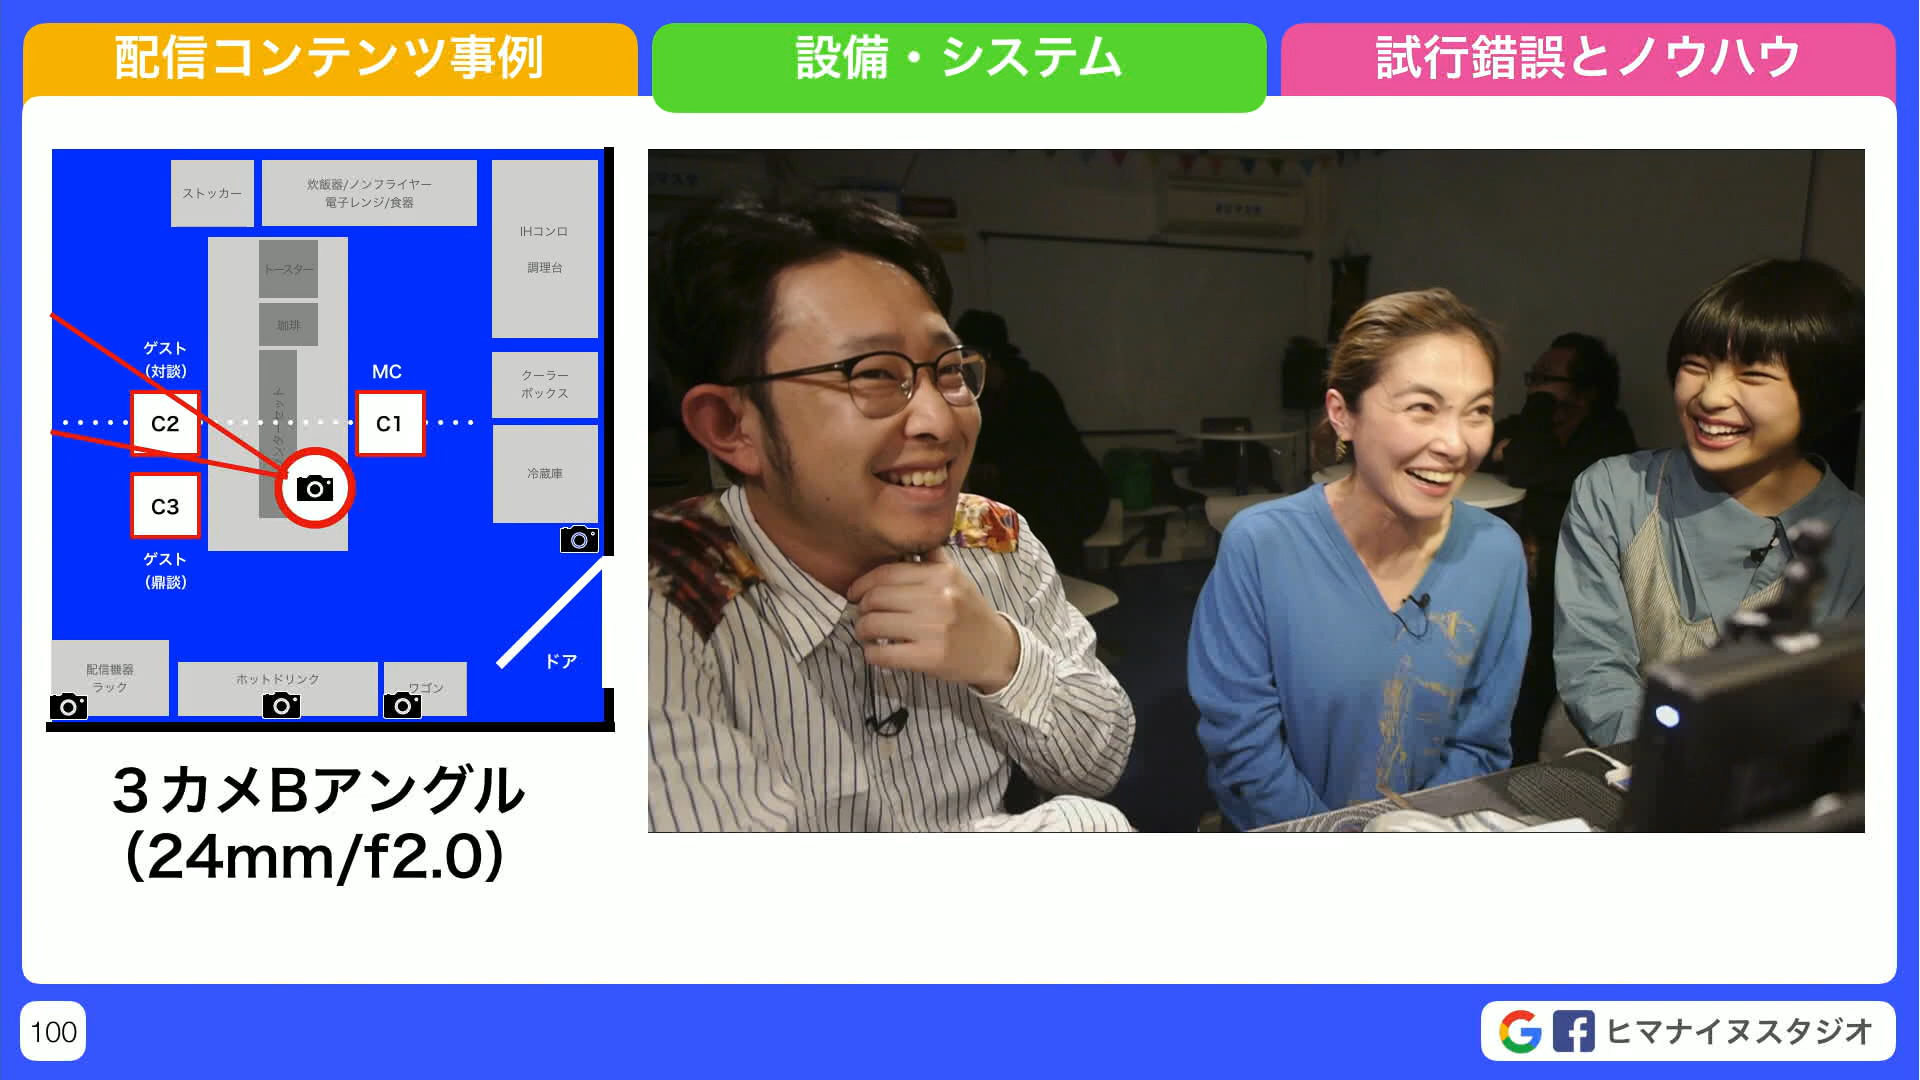 配信コンテンツ事例
設備・システム
試行錯誤とノウハウ
ストッカー
炊飯器/ノンフライヤー
電子レンジ/食器
IHコンロ
調理台
トースター
珈琲
ゲスト
（対談）
MC
クーラー
ボックス
C2
C1
冷蔵庫
C3
ゲスト
（鼎談）
ドア
配信機器
ラック
ホットドリンク
ワゴン
３カメBアングル
（24mm/f2.0）
100
ヒマナイヌスタジオ